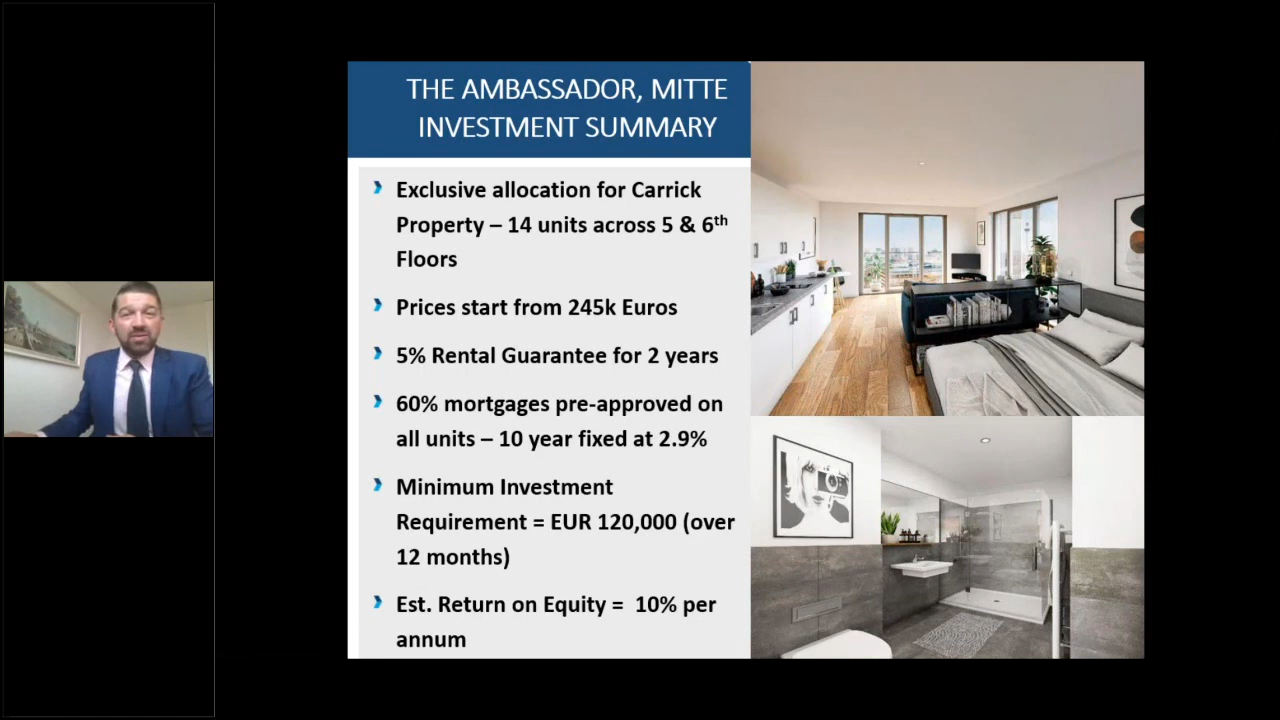 THE AMBASSADOR, MITTE
INVESTMENT SUMMARY
Exclusive allocation for Carrick
Property – 14 units across 5 & 6th
Floors
Prices start from 245k Euros
5% Rental Guarantee for 2 years
60% mortgages pre-approved on
all units – 10 year fixed at 2.9%
Minimum Investment
Requirement = EUR 120,000 (over
12 months)
Est. Return on Equity = 10% per
annum